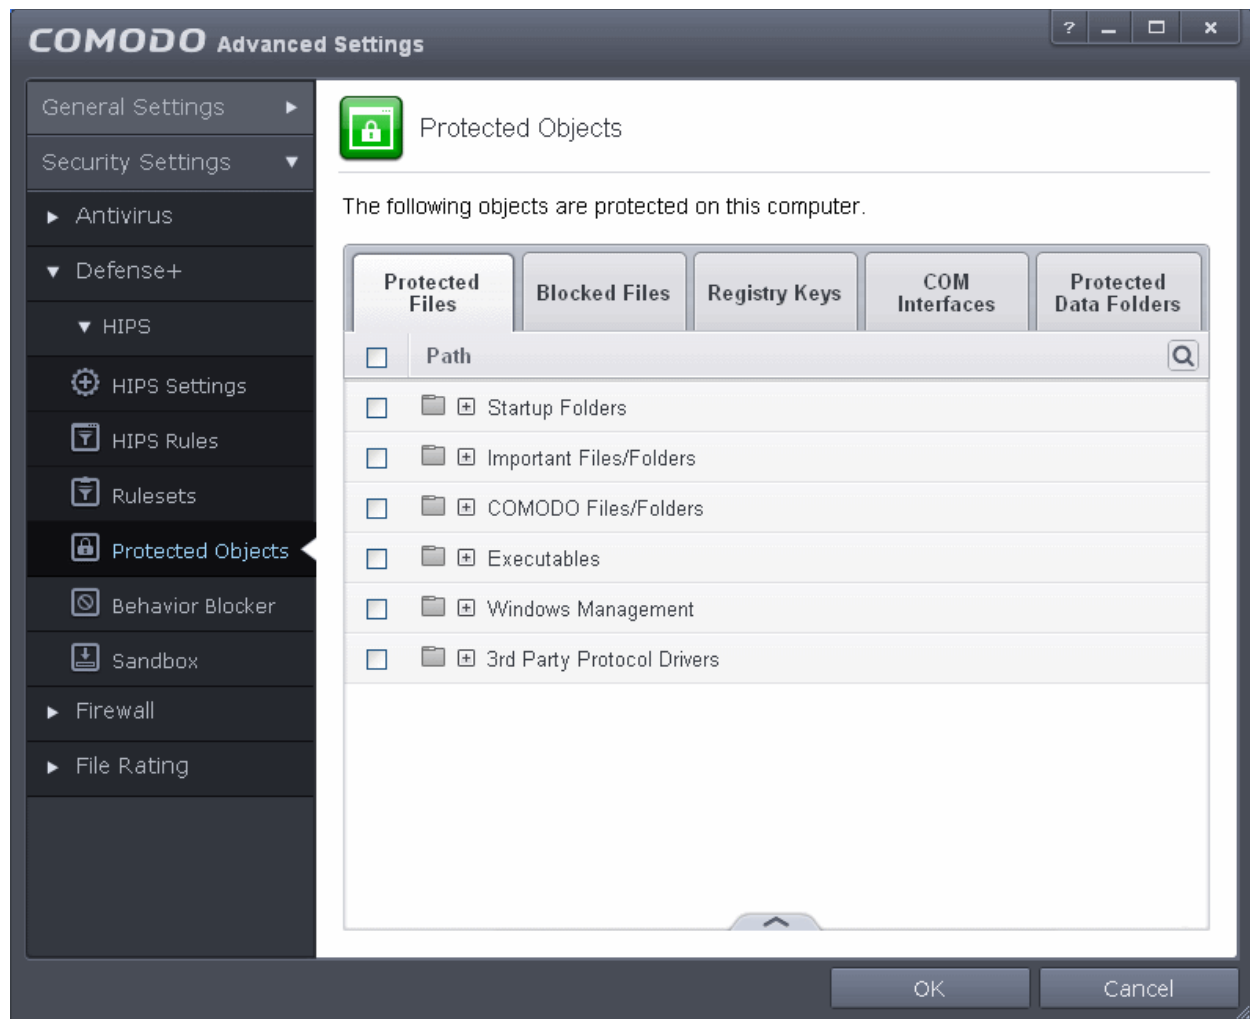 COMODO Advanced Settings
?
General Settings
Security Settings
Antivirus
Defense+
HIPS
HIPS Settings
HIPS Rules
Rulesets
Protected Objects
Behavior Blocker
Sandbox
Firewall
File Rating
Protected Objects
The following objects are protected on this computer.
Protected Files
Blocked Files
Registry Keys
COM Interfaces
Protected Data Folders
Path
Startup Folders
Important Files/Folders
COMODO Files/Folders
Executables
Windows Management
3rd Party Protocol Drivers
OK
Cancel